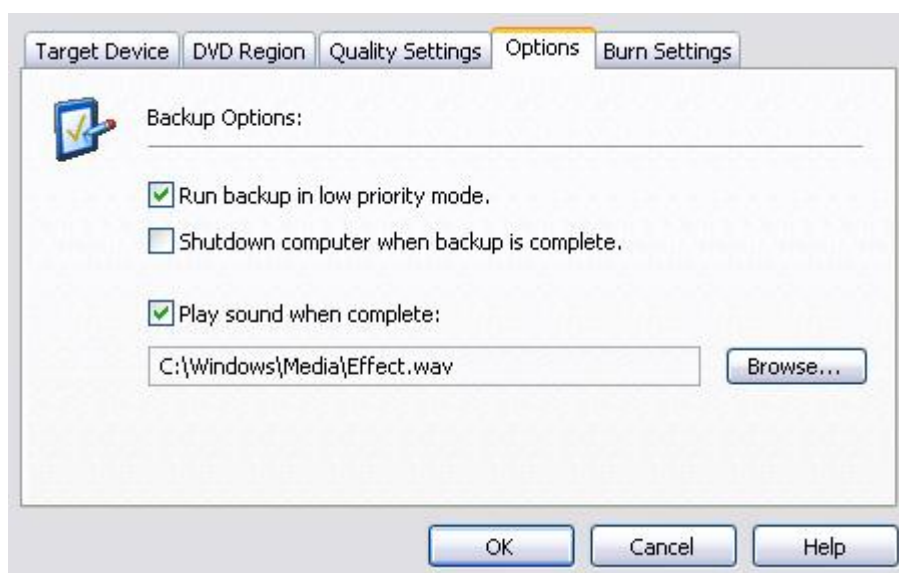 Target Device DVD Region Quality Settings Options Burn Settings
Backup Options:
Run backup in low priority mode.
Shutdown computer when backup is complete.
Play sound when complete:
C:\Windows\Media\Effect.wav Browse...
OK Cancel Help